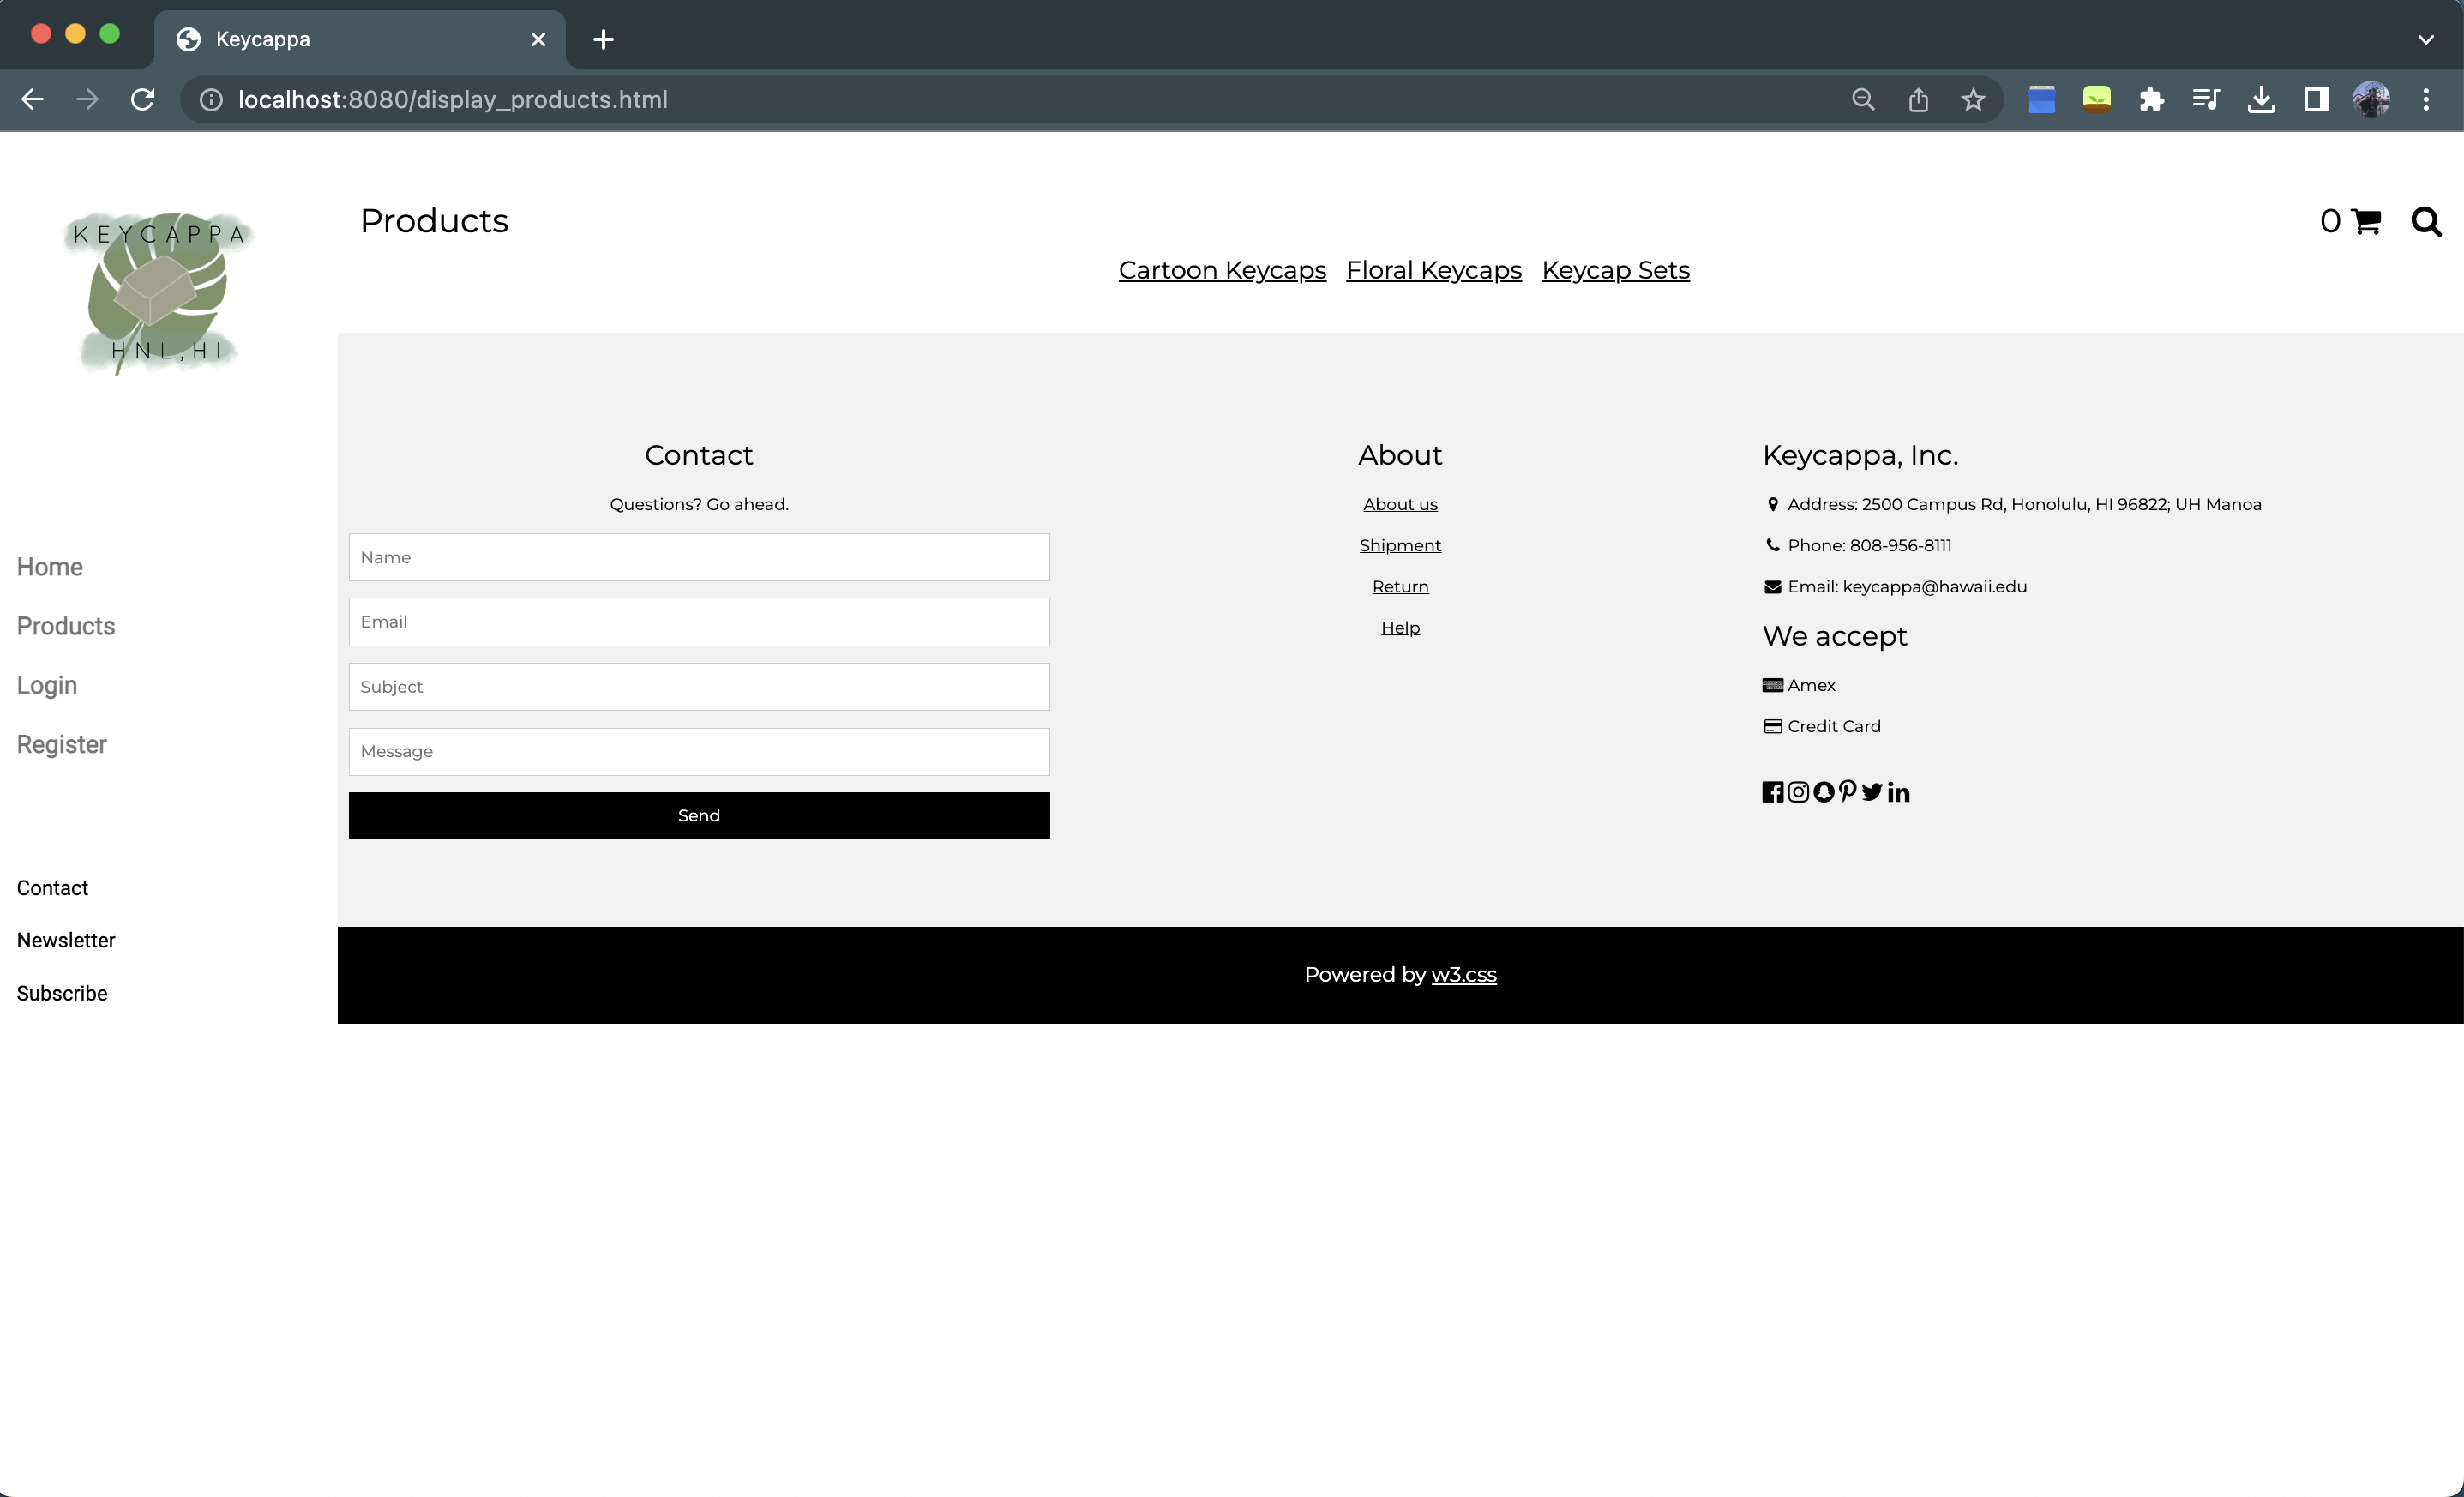 Keycappa
localhost:8080/display_products.html
KEYCAPPA
HNL,HI
Products
0
Cartoon Keycaps Floral Keycaps Keycap Sets
Home
Products
Login
Register
Contact
Newsletter
Subscribe
Contact
Questions? Go ahead.
Name
Email
Subject
Message
Send
About
About us
Shipment
Return
Help
Keycappa, Inc.
Address: 2500 Campus Rd, Honolulu, HI 96822; UH Manoa
Phone: 808-956-8111
Email: keycappa@hawaii.edu
We accept
Amex
Credit Card
Powered by w3.css